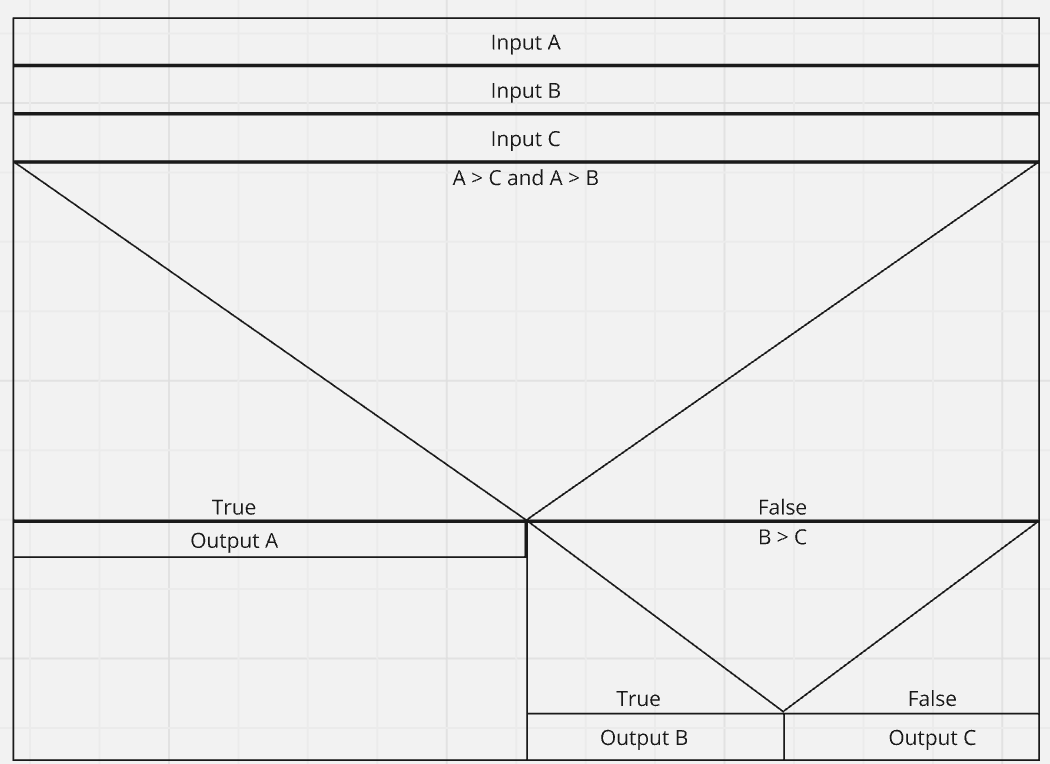 Input A
Input B
Input C
A > C and A > B
True
False
Output A
B > C
True
False
Output B
Output C